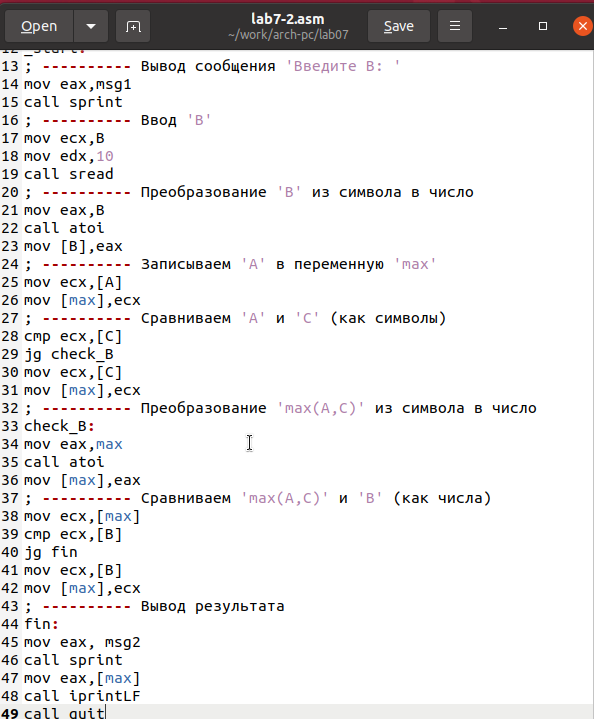 Open
lab7-2.asm
~/work/arch-pc/lab07
Save
12 _start:
13 ; ---------- Вывод сообщения 'Введите B: '
14 mov eax,msg1
15 call sprint
16 ; ---------- Ввод 'B'
17 mov ecx,B
18 mov edx,10
19 call sread
20 ; ---------- Преобразование 'B' из символа в число
21 mov eax,B
22 call atoi
23 mov [B],eax
24 ; ---------- Записываем 'A' в переменную 'max'
25 mov ecx,[A]
26 mov [max],ecx
27 ; ---------- Сравниваем 'A' и 'C' (как символы)
28 cmp ecx,[C]
29 jg check_B
30 mov ecx,[C]
31 mov [max],ecx
32 ; ---------- Преобразование 'max(A,C)' из символа в число
33 check_B:
34 mov eax,max
35 call atoi
36 mov [max],eax
37 ; ---------- Сравниваем 'max(A,C)' и 'B' (как числа)
38 mov ecx,[max]
39 cmp ecx,[B]
40 jg fin
41 mov ecx,[B]
42 mov [max],ecx
43 ; ---------- Вывод результата
44 fin:
45 mov eax, msg2
46 call sprint
47 mov eax,[max]
48 call iprintLF
49 call quit